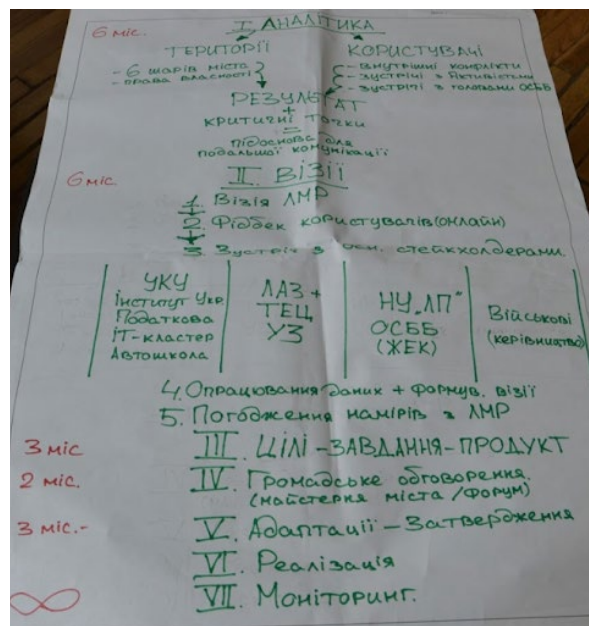 6 міс.
I. АНАЛІТИКА
ТЕРИТОРІЇ
- 6 шарів міста
- права власності
КОРИСТУВАЧІ
- внутрішні конфлікти
- зустрічі з Активістами
- зустрічі з головами ОСББ
РЕЗУЛЬТАТ
+
критичні точки
=
підоснова для
подальшої комунікації
6 міс.
II. ВІЗІЇ
1. Візія ЛМР
2. Фідбек користувачів (онлайн)
3. Зустріч з осн. стейкхолдерами
УКУ
інститут Укр.
Податкова
ІТ-кластер
Автошкола
ЛАЗ +
ТЕЦ
УЗ
НУ „ЛП"
ОСББ
(ЖЕК)
Військові
(керівництво)
4. Опрацювання даних + формув. візії
5. Погодження намірів з ЛМР
3 міс
III. ЦІЛІ - ЗАВДАННЯ - ПРОДУКТ
2 міс.
IV. Громадське обговорення.
(майстерня міста / форум)
3 міс.-
V. Адаптації - Затвердження
VI. Реалізація
∞
VII. Моніторинг.